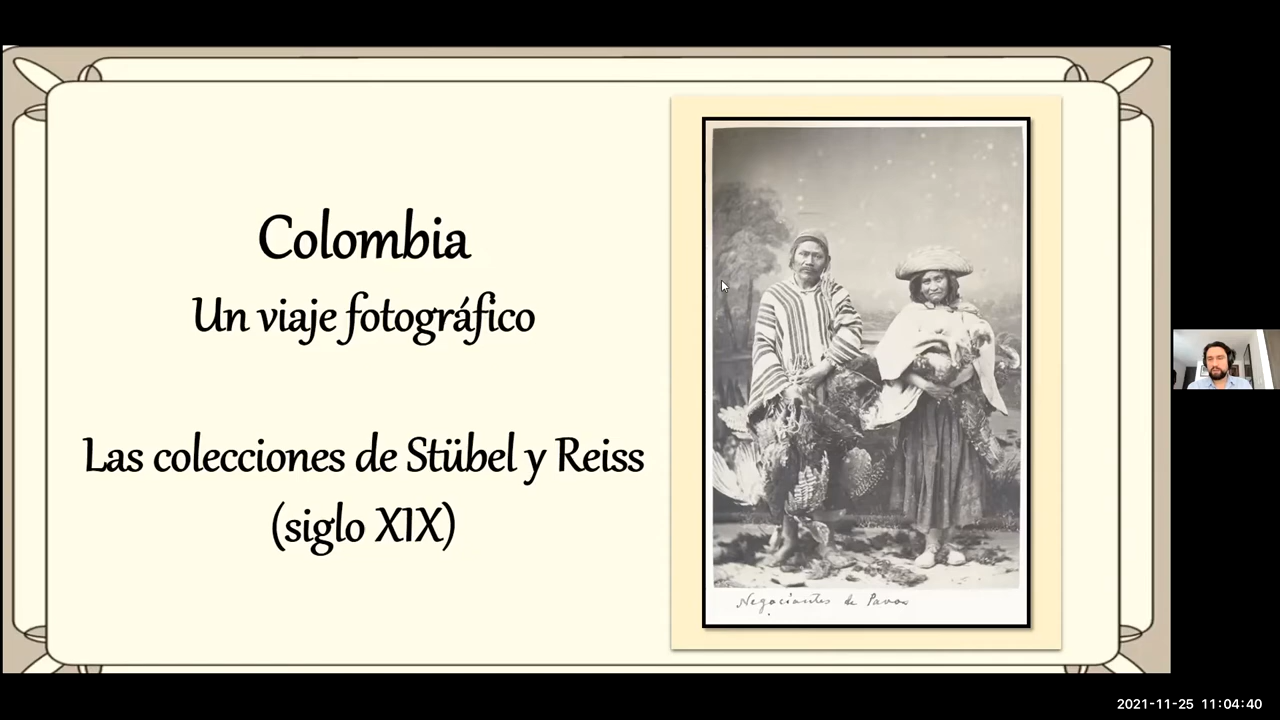 Colombia
Un viaje fotográfico
Las colecciones de Stübel y Reiss
(siglo XIX)
Negociantes de Pavos
2021-11-25 11:04:40